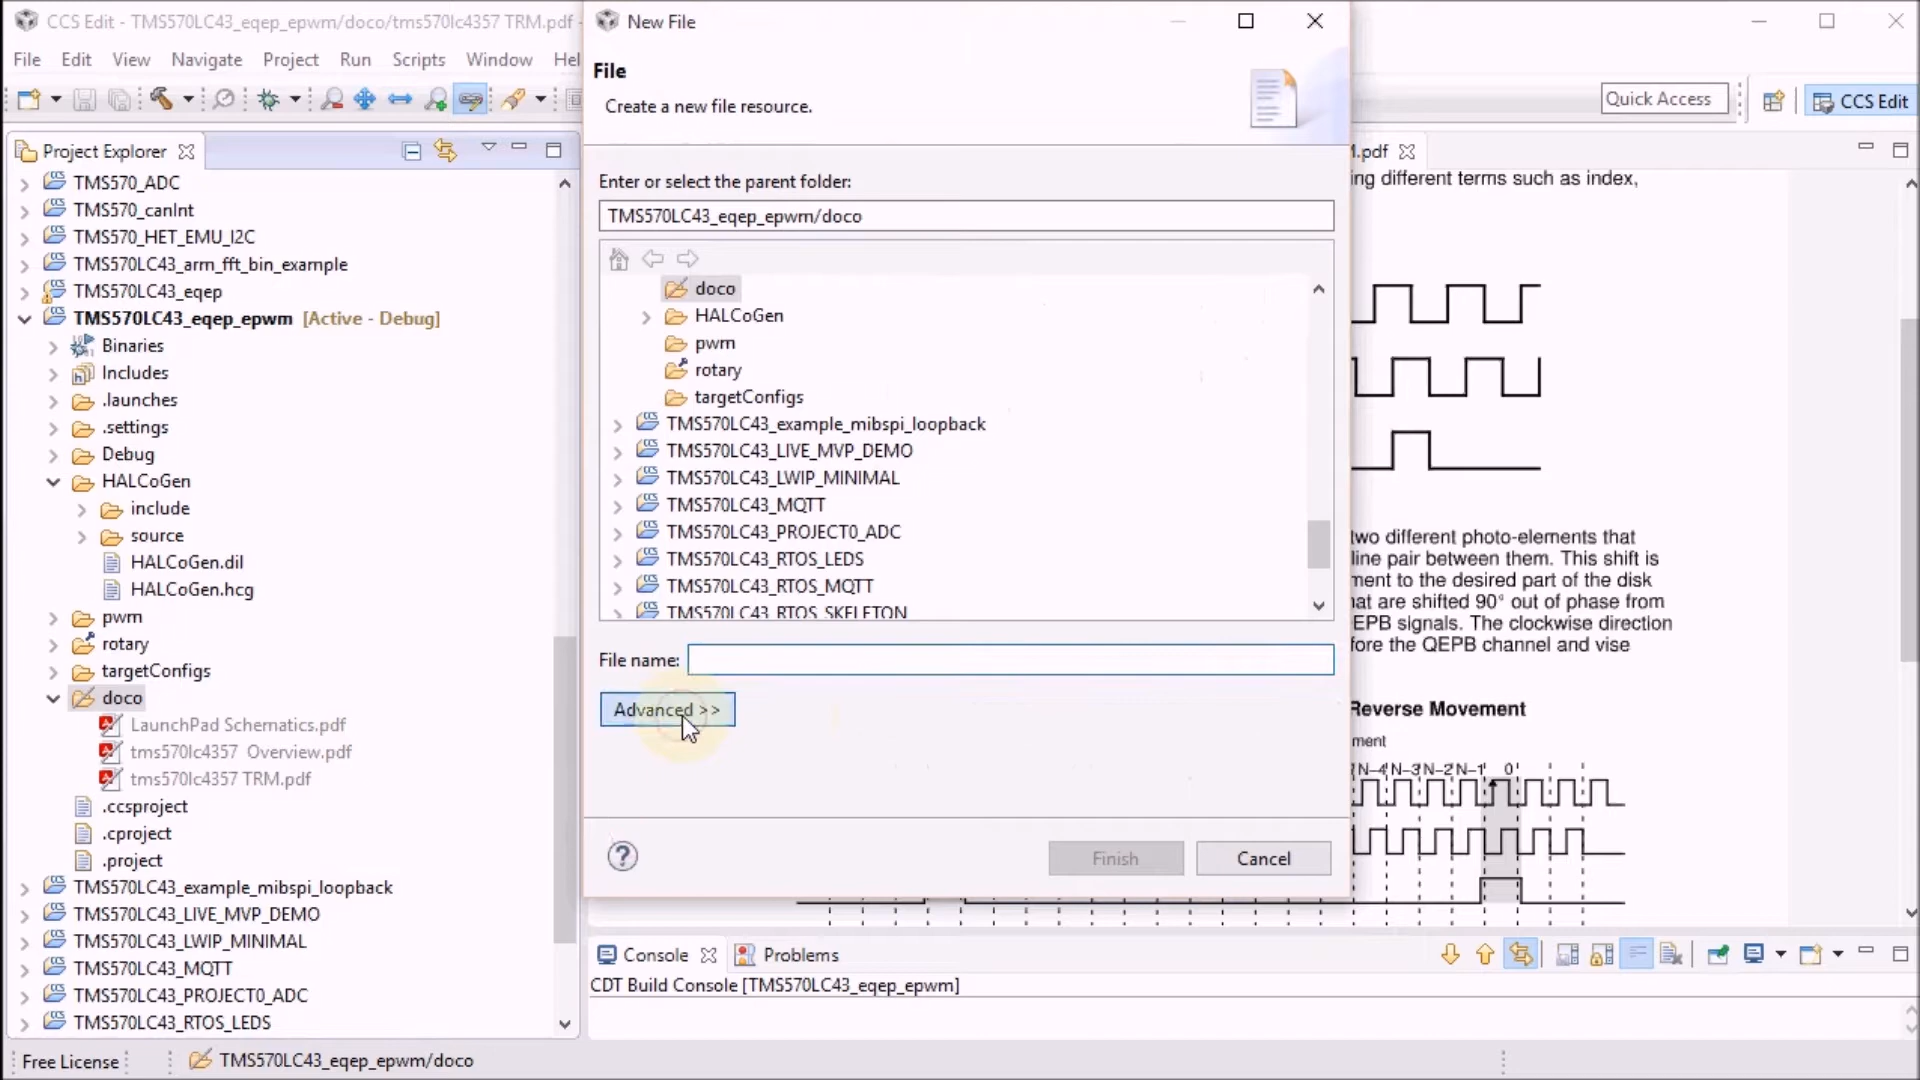 CCS Edit - TMS570LC43_eqep_epwm/doco/tms570lc4357 TRM.pdf -
File Edit View Navigate Project Run Scripts Window Hel
Quick Access
CCS Edit
Project Explorer
TMS570_ADC
TMS570_canInt
TMS570_HET_EMU_I2C
TMS570LC43_arm_fft_bin_example
TMS570LC43_eqep
TMS570LC43_eqep_epwm [Active - Debug]
Binaries
Includes
.launches
.settings
Debug
HALCoGen
include
source
HALCoGen.dil
HALCoGen.hcg
pwm
rotary
targetConfigs
doco
LaunchPad Schematics.pdf
tms570lc4357 Overview.pdf
tms570lc4357 TRM.pdf
.ccsproject
.cproject
.project
TMS570LC43_example_mibspi_loopback
TMS570LC43_LIVE_MVP_DEMO
TMS570LC43_LWIP_MINIMAL
TMS570LC43_MQTT
TMS570LC43_PROJECT0_ADC
TMS570LC43_RTOS_LEDS
New File
File
Create a new file resource.
Enter or select the parent folder:
TMS570LC43_eqep_epwm/doco
doco
HALCoGen
pwm
rotary
targetConfigs
TMS570LC43_example_mibspi_loopback
TMS570LC43_LIVE_MVP_DEMO
TMS570LC43_LWIP_MINIMAL
TMS570LC43_MQTT
TMS570LC43_PROJECT0_ADC
TMS570LC43_RTOS_LEDS
TMS570LC43_RTOS_MQTT
TMS570LC43_RTOS_SKELETON
File name:
Advanced >>
?
Finish
Cancel
.pdf
ing different terms such as index,
two different photo-elements that
line pair between them. This shift is
ment to the desired part of the disk
hat are shifted 90° out of phase from
EPB signals. The clockwise direction
fore the QEPB channel and vise
Reverse Movement
ment
N-4 N-3 N-2 N-1 0
Console
Problems
CDT Build Console [TMS570LC43_eqep_epwm]
Free License
TMS570LC43_eqep_epwm/doco